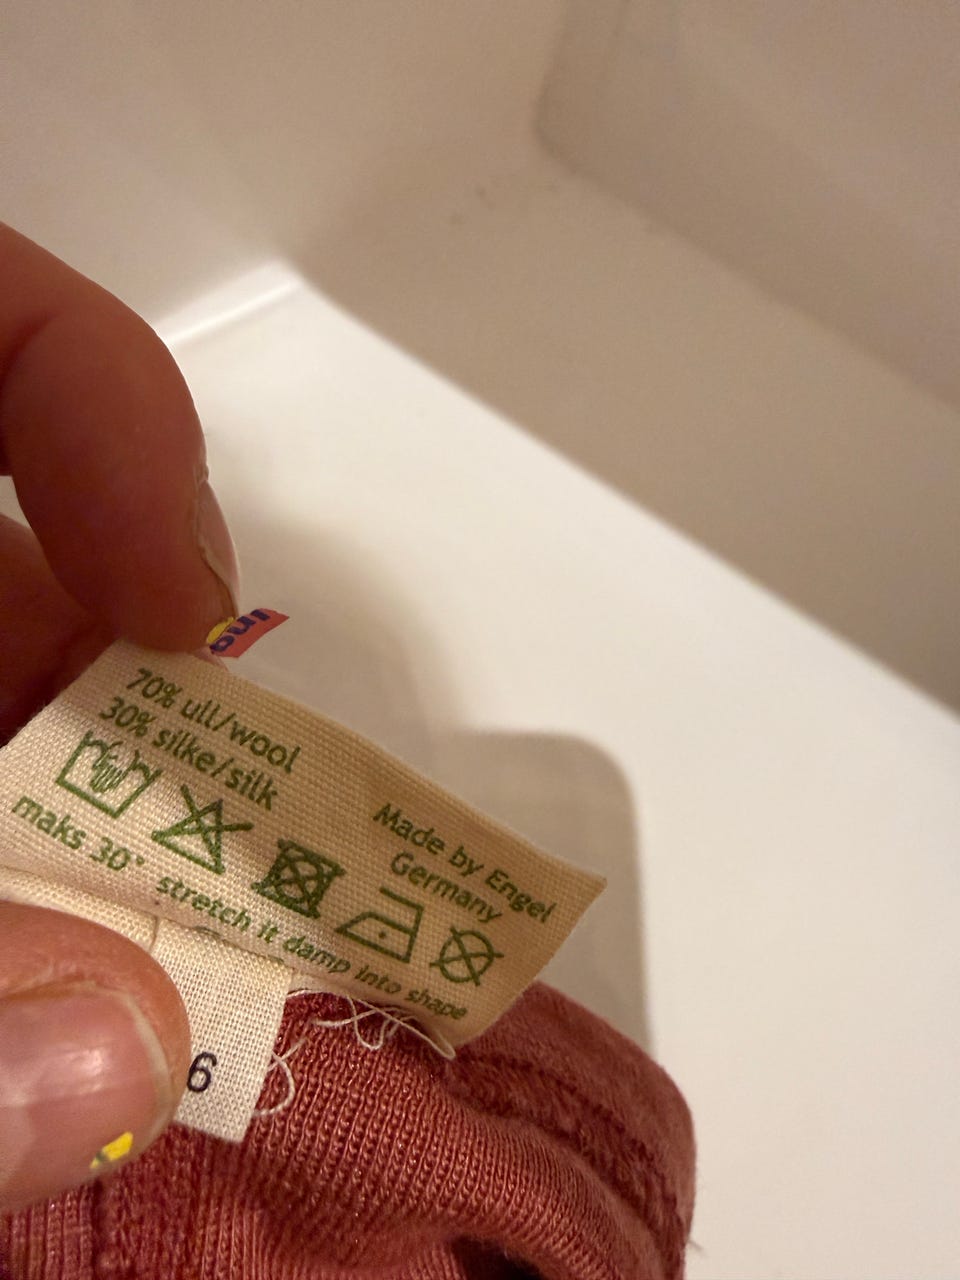 70% ull/wool
30% silke/silk
maks 30°
stretch it damp into shape
Made by Engel
Germany
6